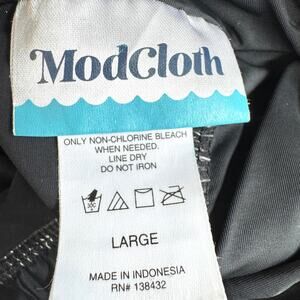 ModCloth
ONLY NON-CHLORINE BLEACH
WHEN NEEDED.
LINE DRY
DO NOT IRON
LARGE
MADE IN INDONESIA
RN# 138432